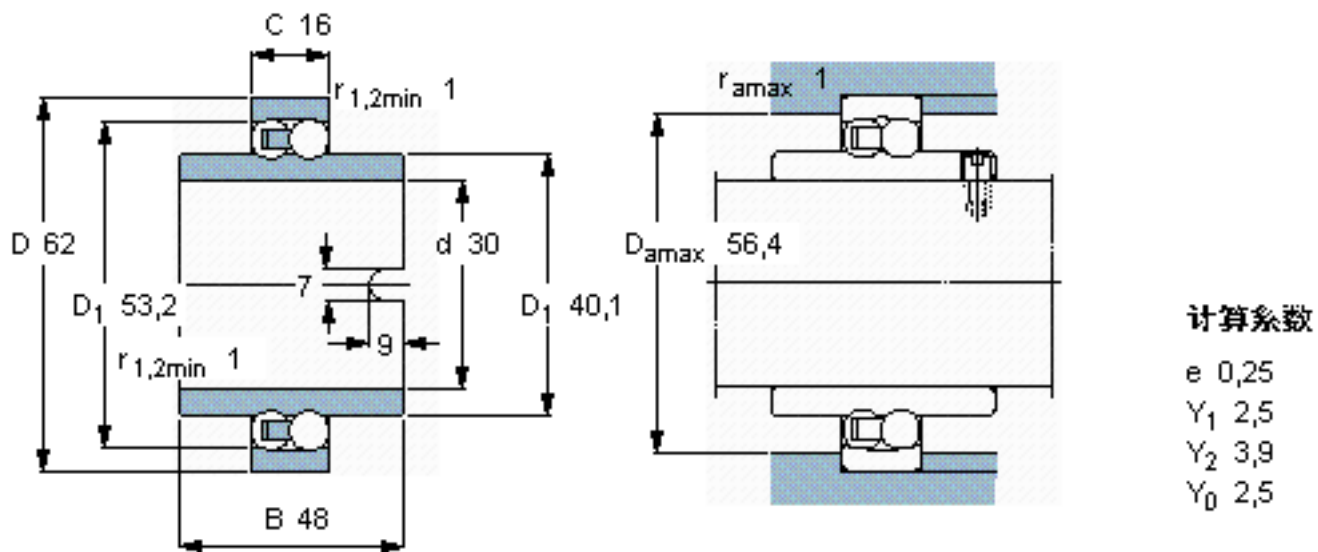 C 16
r1,2min 1
D 62
D1 53,2
7
d 30
D1 40,1
r1,2min 1
9
B 48
ramax 1
Damax 56,4
计算系数
e 0,25
Y1 2,5
Y2 3,9
Y0 2,5